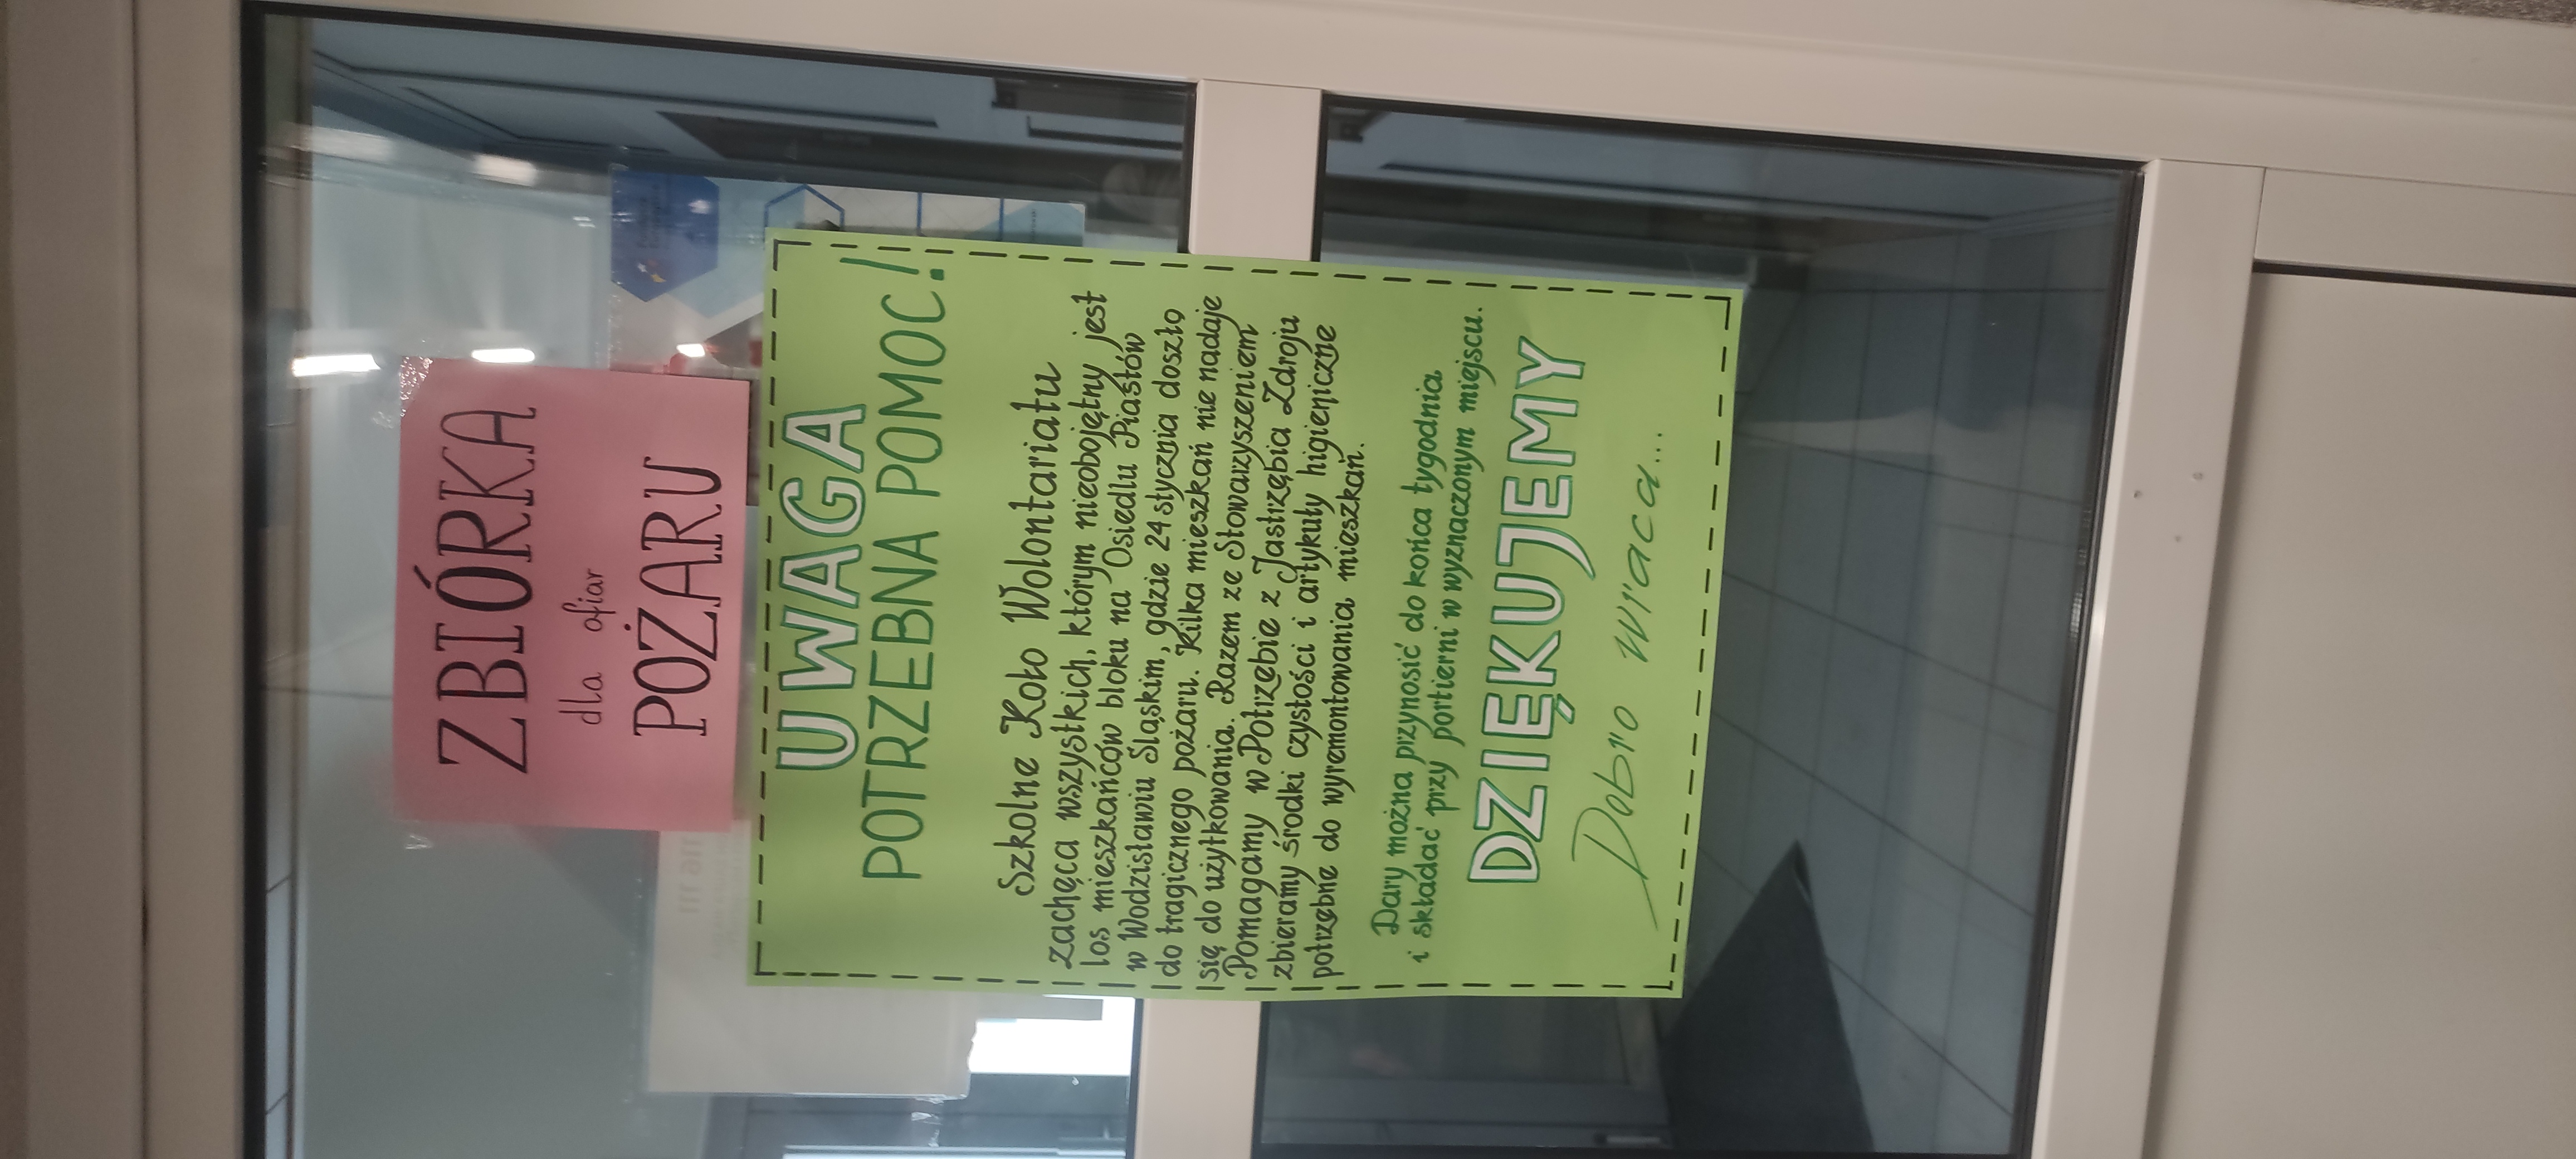 ZBIÓRKA
dla ofiar
POŻARU
UWAGA
POTRZEBNA POMOC!
Szkolne Koło Wolontariatu
zachęca wszystkich, którym nieobojętny jest
los mieszkańców bloku na Osiedlu Piastów
w Wodzisławiu Śląskim, gdzie 24 stycznia doszło
do tragicznego pożaru. Kilka mieszkań nie nadaje
się do użytkowania. Razem ze Stowarzyszeniem
Pomagamy w Potrzebie z Jastrzębia Zdroju
zbieramy środki czystości i artykuły higieniczne
potrzebne do wyremontowania mieszkań.
Dary można przynosić do końca tygodnia
i składać przy portierni w wyznaczonym miejscu.
DZIĘKUJEMY
Dobro wraca...